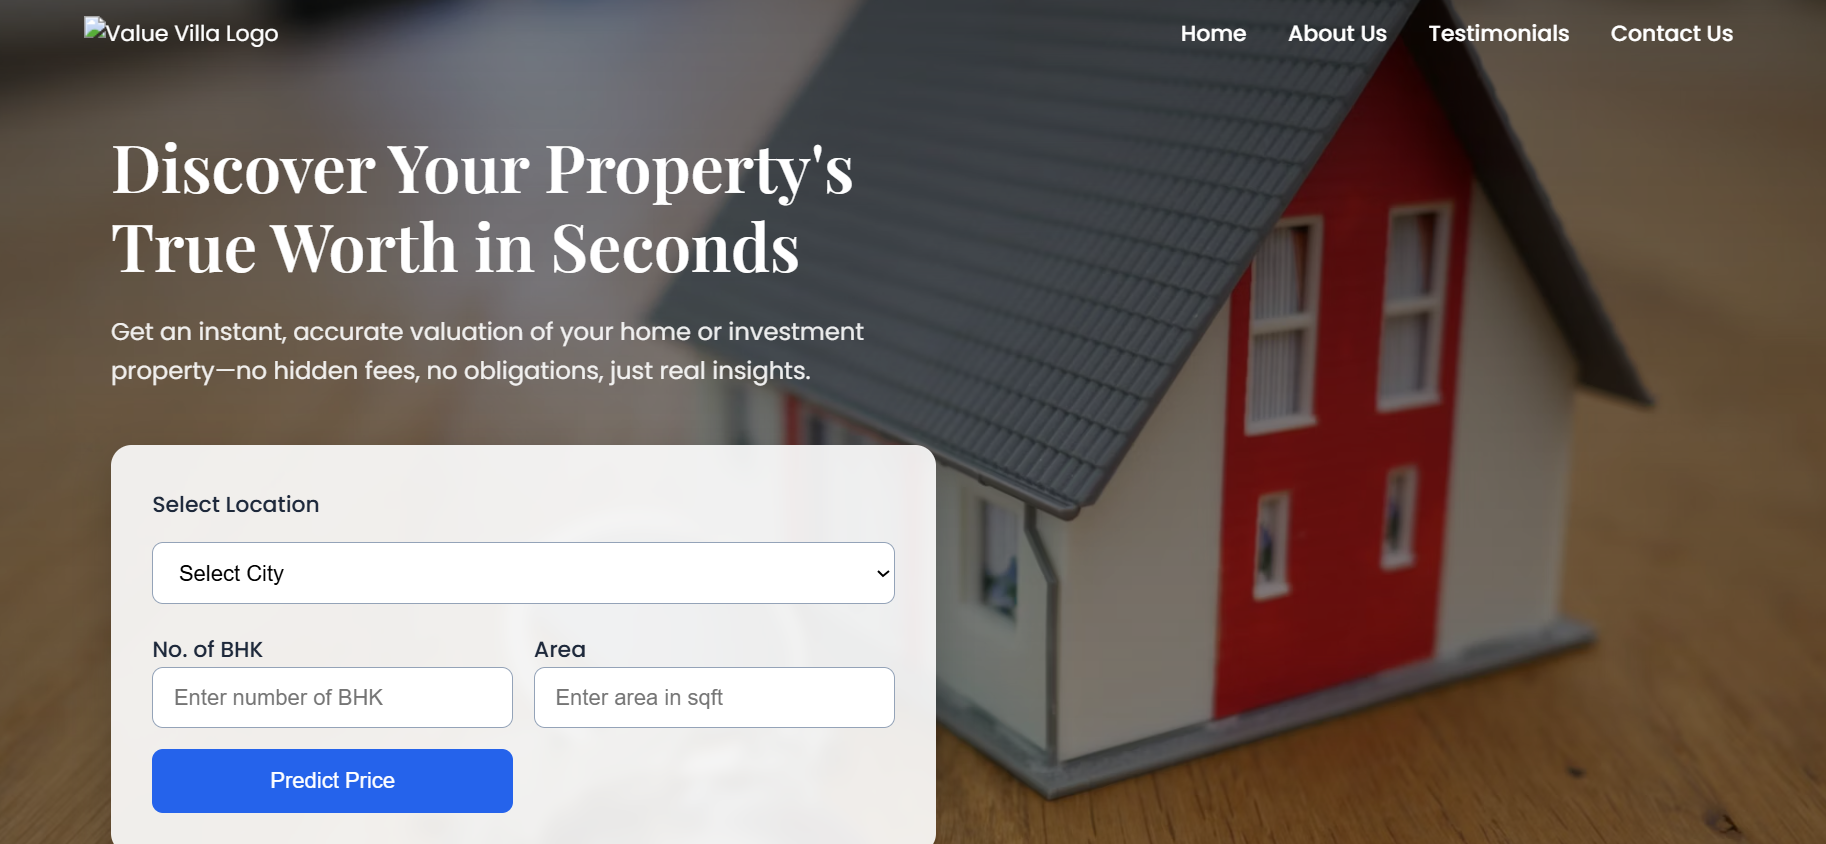 Value Villa Logo
Home
About Us
Testimonials
Contact Us
Discover Your Property's
True Worth in Seconds
Get an instant, accurate valuation of your home or investment
property—no hidden fees, no obligations, just real insights.
Select Location
Select City
No. of BHK
Area
Enter number of BHK
Enter area in sqft
Predict Price